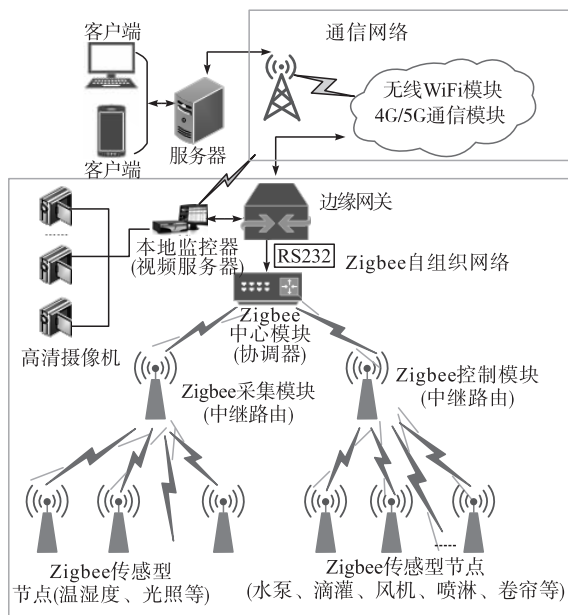 客户端
通信网络
无线WiFi模块
4G/5G通信模块
客户端
服务器
边缘网关
本地监控器
(视频服务器)
RS232
Zigbee自组织网络
高清摄像机
Zigbee
中心模块
(协调器)
Zigbee采集模块
(中继路由)
Zigbee控制模块
(中继路由)
Zigbee传感型
节点(温湿度、光照等)
Zigbee传感型节点
(水泵、滴灌、风机、喷淋、卷帘等)